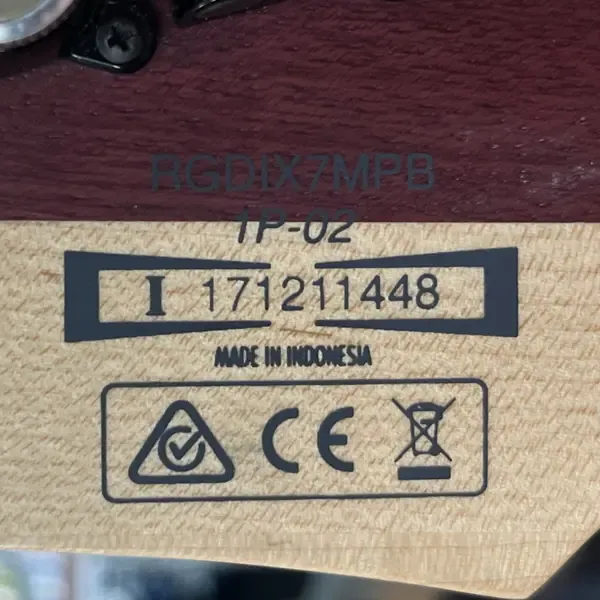 RGDIX7MPB
1P-02
I 171211448
MADE IN INDONESIA
CE